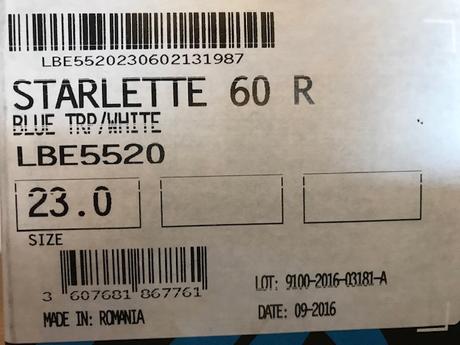 LBE5520230602131987
STARLETTE 60 R
BLUE TRP/WHITE
LBE5520
23.0
SIZE
3 607681 867761
LOT: 9100-2016-03181-A
MADE IN: ROMANIA
DATE: 09-2016